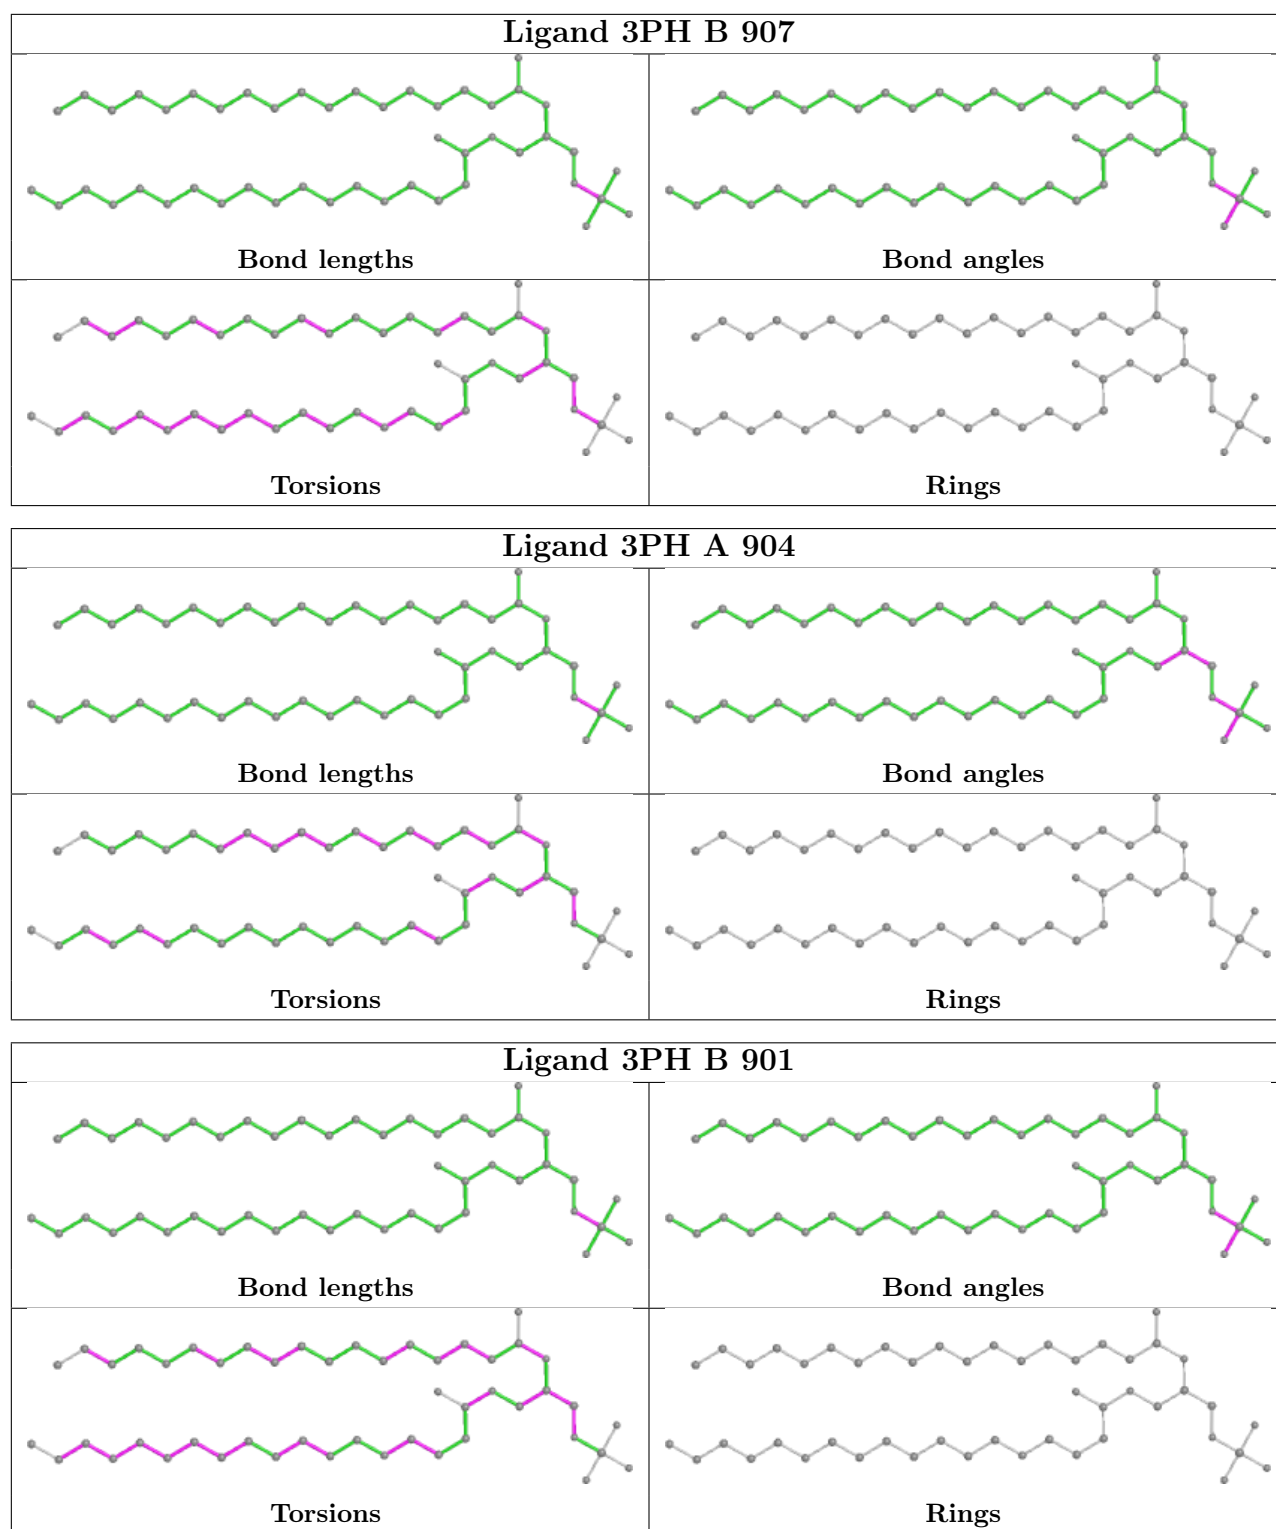 Ligand 3PH B 907
Bond lengths
Bond angles
Torsions
Rings
Ligand 3PH A 904
Bond lengths
Bond angles
Torsions
Rings
Ligand 3PH B 901
Bond lengths
Bond angles
Torsions
Rings